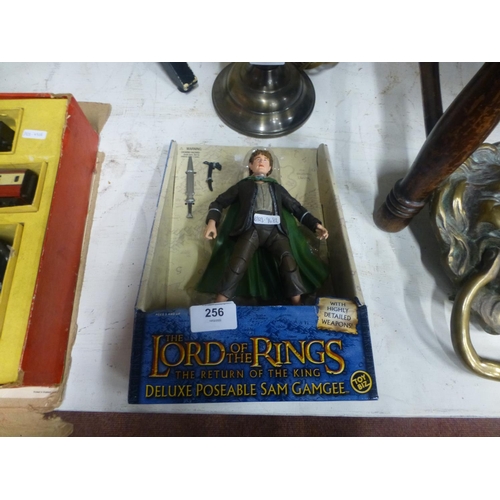 256
WITH
HIGHLY
DETAILED
WEAPONS!
THE
LORD OF THE RINGS
THE RETURN OF THE KING
DELUXE POSEABLE SAM GAMGEE
TOY
BIZ